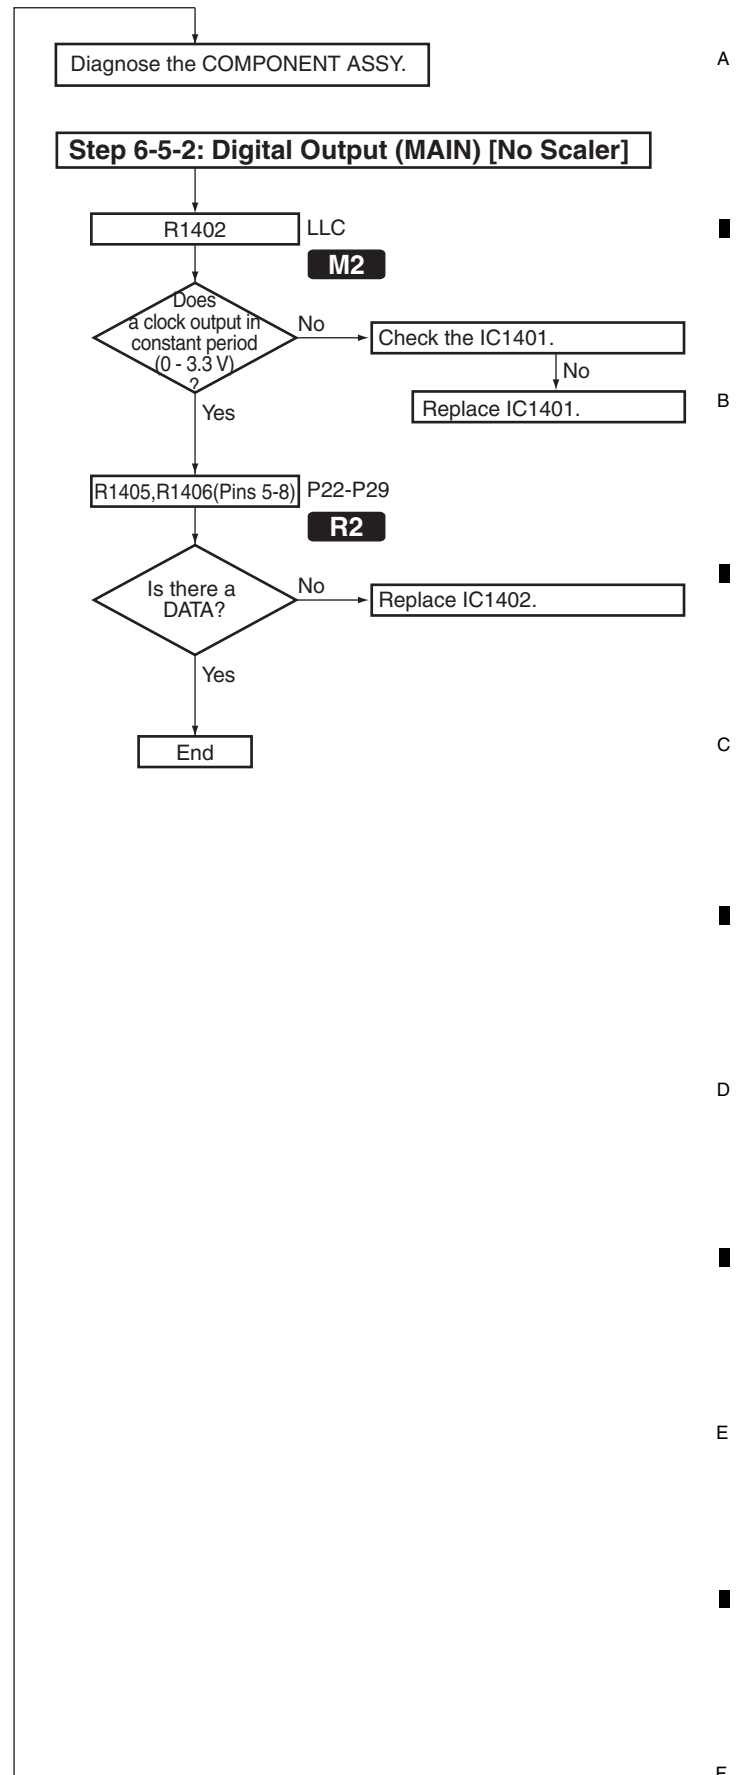 Diagnose the COMPONENT ASSY.
A
Step 6-5-2: Digital Output (MAIN) [No Scaler]
R1402
LLC
M2
Does
a clock output in
constant period
(0 - 3.3 V)
?
No
Check the IC1401.
No
Replace IC1401.
B
Yes
R1405,R1406(Pins 5-8)
P22-P29
R2
Is there a
DATA?
No
Replace IC1402.
Yes
End
C
D
E
F